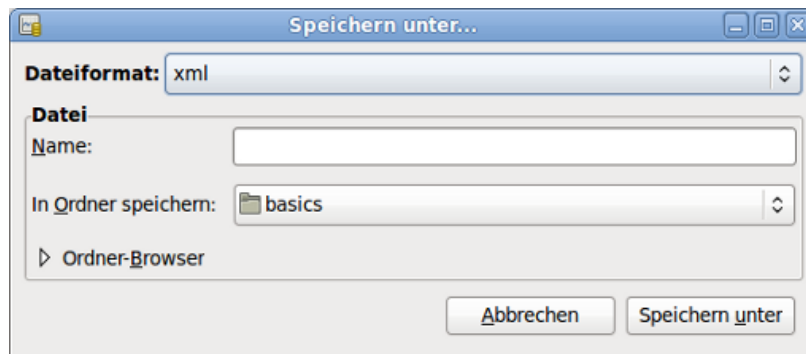 Speichern unter...
Dateiformat: xml
Datei
Name:
In Ordner speichern: basics
Ordner-Browser
Abbrechen Speichern unter